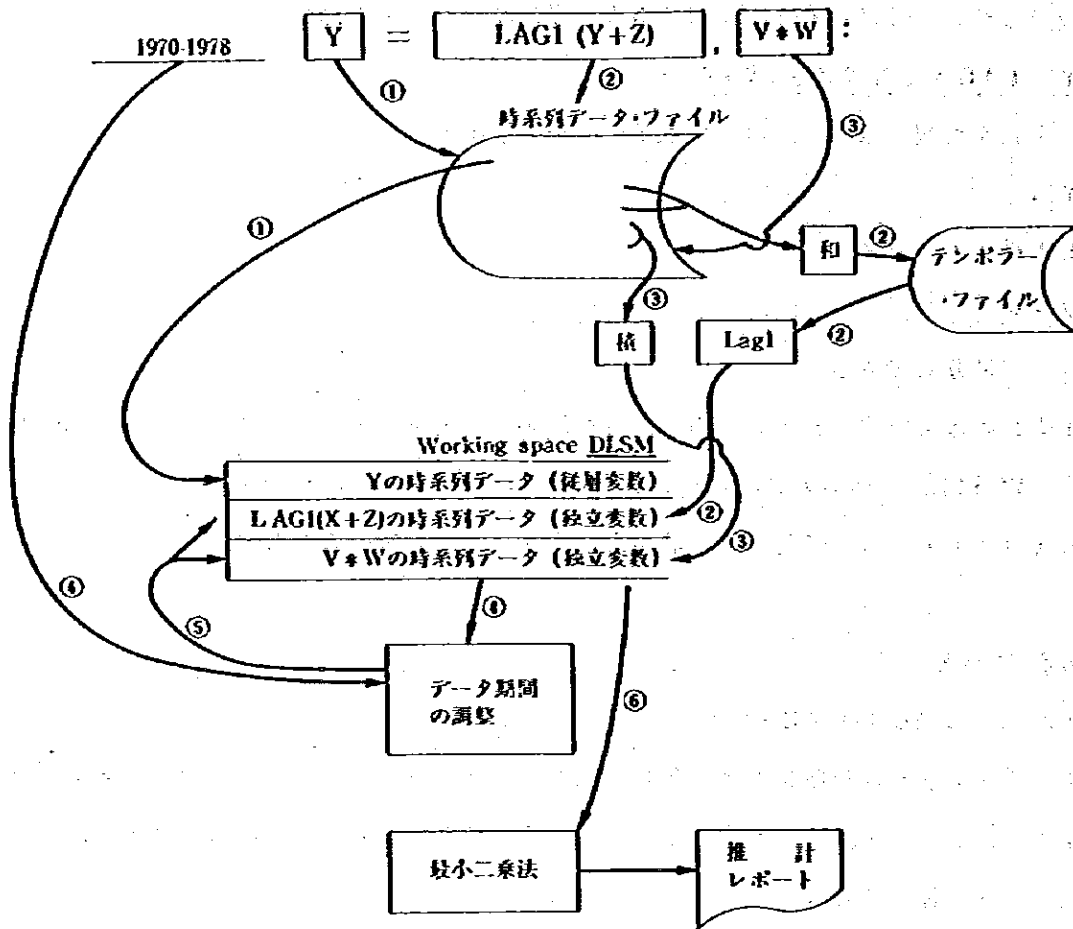 1970-1978 Y = LAG1 (Y+Z) , V * W :
① ②
時系列データ・ファイル
③
①
和 ② テンポラー
・ファイル
③
積 Lag1 ②
Working space DLSM
Yの時系列データ (従属変数)
LAG1(X+Z)の時系列データ (独立変数) ②
V * Wの時系列データ (独立変数) ③
④ ④
⑤
データ期間
の調整
⑥
最小二乗法
推 計
レポート